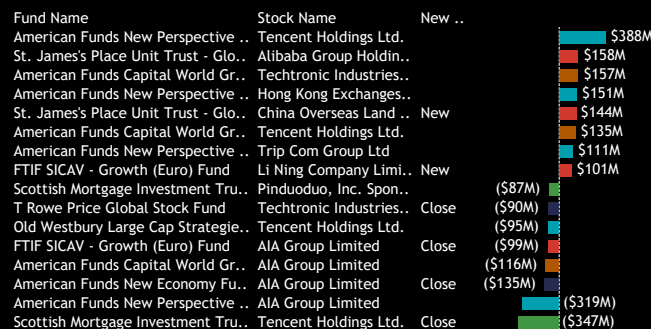 Fund Name Stock Name New ..
American Funds New Perspective .. Tencent Holdings Ltd. $388M
St. James's Place Unit Trust - Glo.. Alibaba Group Holdin.. $158M
American Funds Capital World Gr.. Techtronic Industries.. $157M
American Funds New Perspective .. Hong Kong Exchanges.. $151M
St. James's Place Unit Trust - Glo.. China Overseas Land .. New $144M
American Funds Capital World Gr.. Tencent Holdings Ltd. $135M
American Funds New Perspective .. Trip Com Group Ltd $111M
FTIF SICAV - Growth (Euro) Fund Li Ning Company Limi.. New $101M
Scottish Mortgage Investment Tru.. Pinduoduo, Inc. Spon.. ($87M)
T Rowe Price Global Stock Fund Techtronic Industries.. Close ($90M)
Old Westbury Large Cap Strategie.. Tencent Holdings Ltd. ($95M)
FTIF SICAV - Growth (Euro) Fund AIA Group Limited Close ($99M)
American Funds Capital World Gr.. AIA Group Limited ($116M)
American Funds New Economy Fu.. AIA Group Limited Close ($135M)
American Funds New Perspective .. AIA Group Limited ($319M)
Scottish Mortgage Investment Tru.. Tencent Holdings Ltd. Close ($347M)